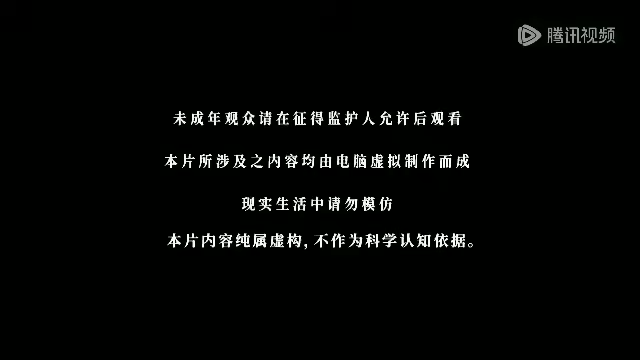 腾讯视频
未成年观众请在征得监护人允许后观看
本片所涉及之内容均由电脑虚拟制作而成
现实生活中请勿模仿
本片内容纯属虚构，不作为科学认知依据。